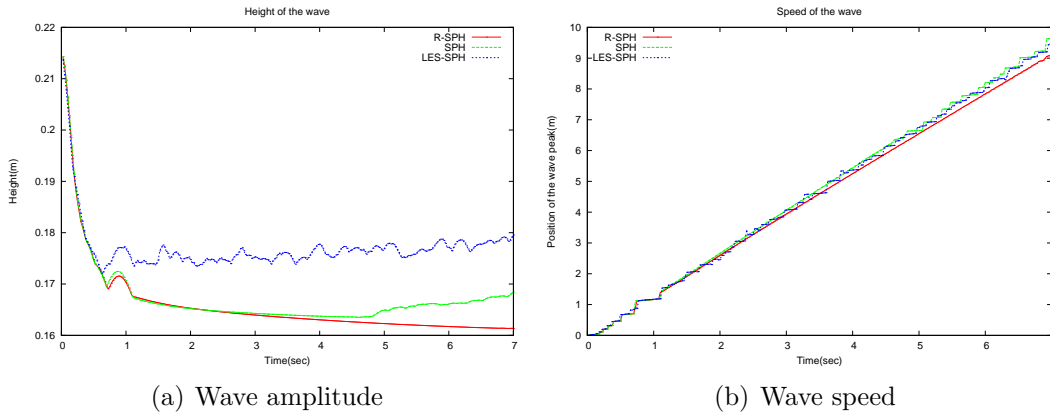 Height of the wave
R-SPH
SPH
LES-SPH
0.22
0.21
0.2
0.19
0.18
0.17
0.16
Height(m)
0 1 2 3 4 5 6 7
Time(sec)
(a) Wave amplitude
Speed of the wave
R-SPH
SPH
LES-SPH
10
9
8
7
6
5
4
3
2
1
0
Position of the wave peak(m)
0 1 2 3 4 5 6
Time(sec)
(b) Wave speed